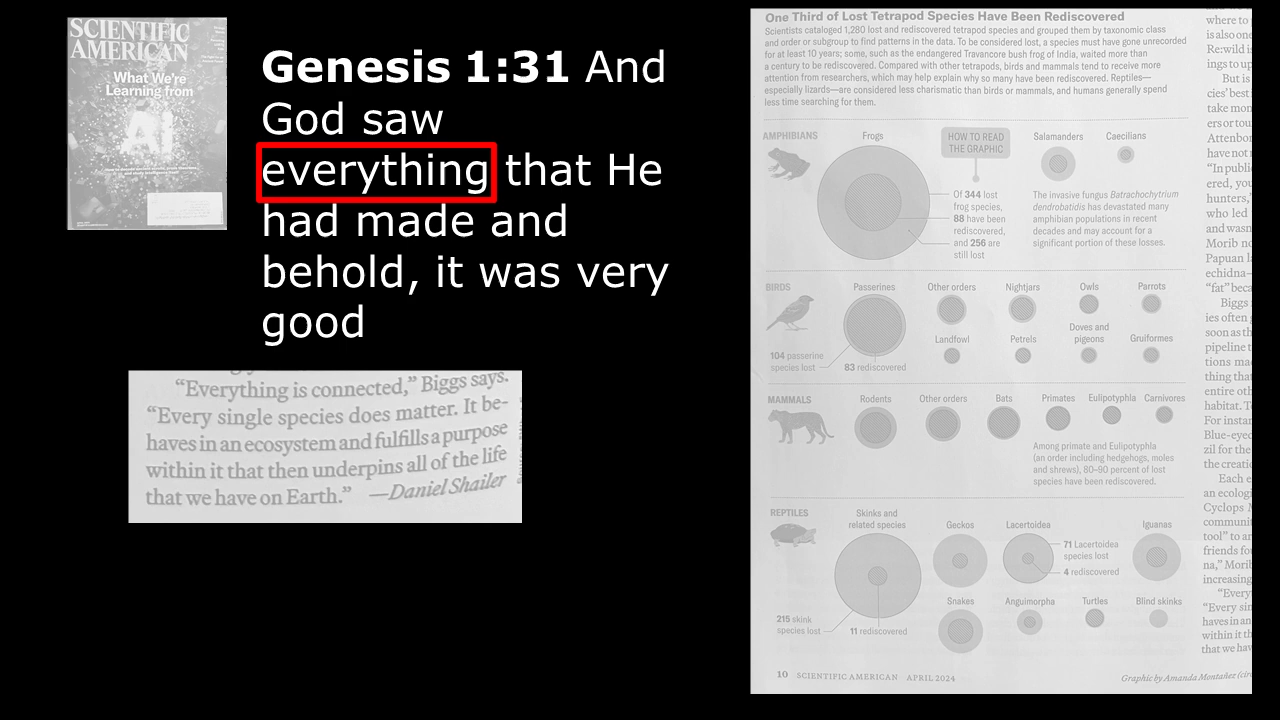 SCIENTIFIC
AMERICAN
What We're
Learning from
AI
Genesis 1:31 And
God saw
everything that He
had made and
behold, it was very
good
"Everything is connected," Biggs says.
"Every single species does matter. It be-
haves in an ecosystem and fulfills a purpose
within it that then underpins all of the life
that we have on Earth." —Daniel Shailer
One Third of Lost Tetrapod Species Have Been Rediscovered
Scientists cataloged 1,280 lost and rediscovered tetrapod species and grouped them by taxonomic class
and order or subgroup to find patterns in the data. To be considered lost, a species must have gone unrecorded
for at least 10 years; some, such as the endangered Travancore bush frog of India, waited more than
a century to be rediscovered. Compared with other tetrapods, birds and mammals tend to receive more
attention from researchers, which may help explain why so many have been rediscovered. Reptiles—
especially lizards—are considered less charismatic than birds or mammals, and humans generally spend
less time searching for them.
AMPHIBIANS
Frogs
HOW TO READ
THE GRAPHIC
Salamanders
Caecilians
Of 344 lost
frog species,
88 have been
rediscovered,
and 256 are
still lost
The invasive fungus Batrachochytrium
dendrobatidis has devastated many
amphibian populations in recent
decades and may account for a
significant portion of these losses.
BIRDS
Passerines
Other orders
Nightjars
Owls
Parrots
Landfowl
Petrels
Doves and
pigeons
Gruiformes
104 passerine
species lost
83 rediscovered
MAMMALS
Rodents
Other orders
Bats
Primates
Eulipotyphla
Carnivores
Among primate and Eulipotyphla
(an order including hedgehogs, moles
and shrews), 80–90 percent of lost
species have been rediscovered.
REPTILES
Skinks and
related species
Geckos
Lacertoidea
Iguanas
71 Lacertoidea
species lost
4 rediscovered
Snakes
Anguimorpha
Turtles
Blind skinks
215 skink
species lost
11 rediscovered
10 SCIENTIFIC AMERICAN APRIL 2024
Graphic by Amanda Montañez